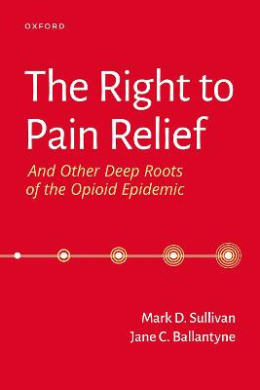 OXFORD
The Right to
Pain Relief
And Other Deep Roots
of the Opioid Epidemic
Mark D. Sullivan
Jane C. Ballantyne